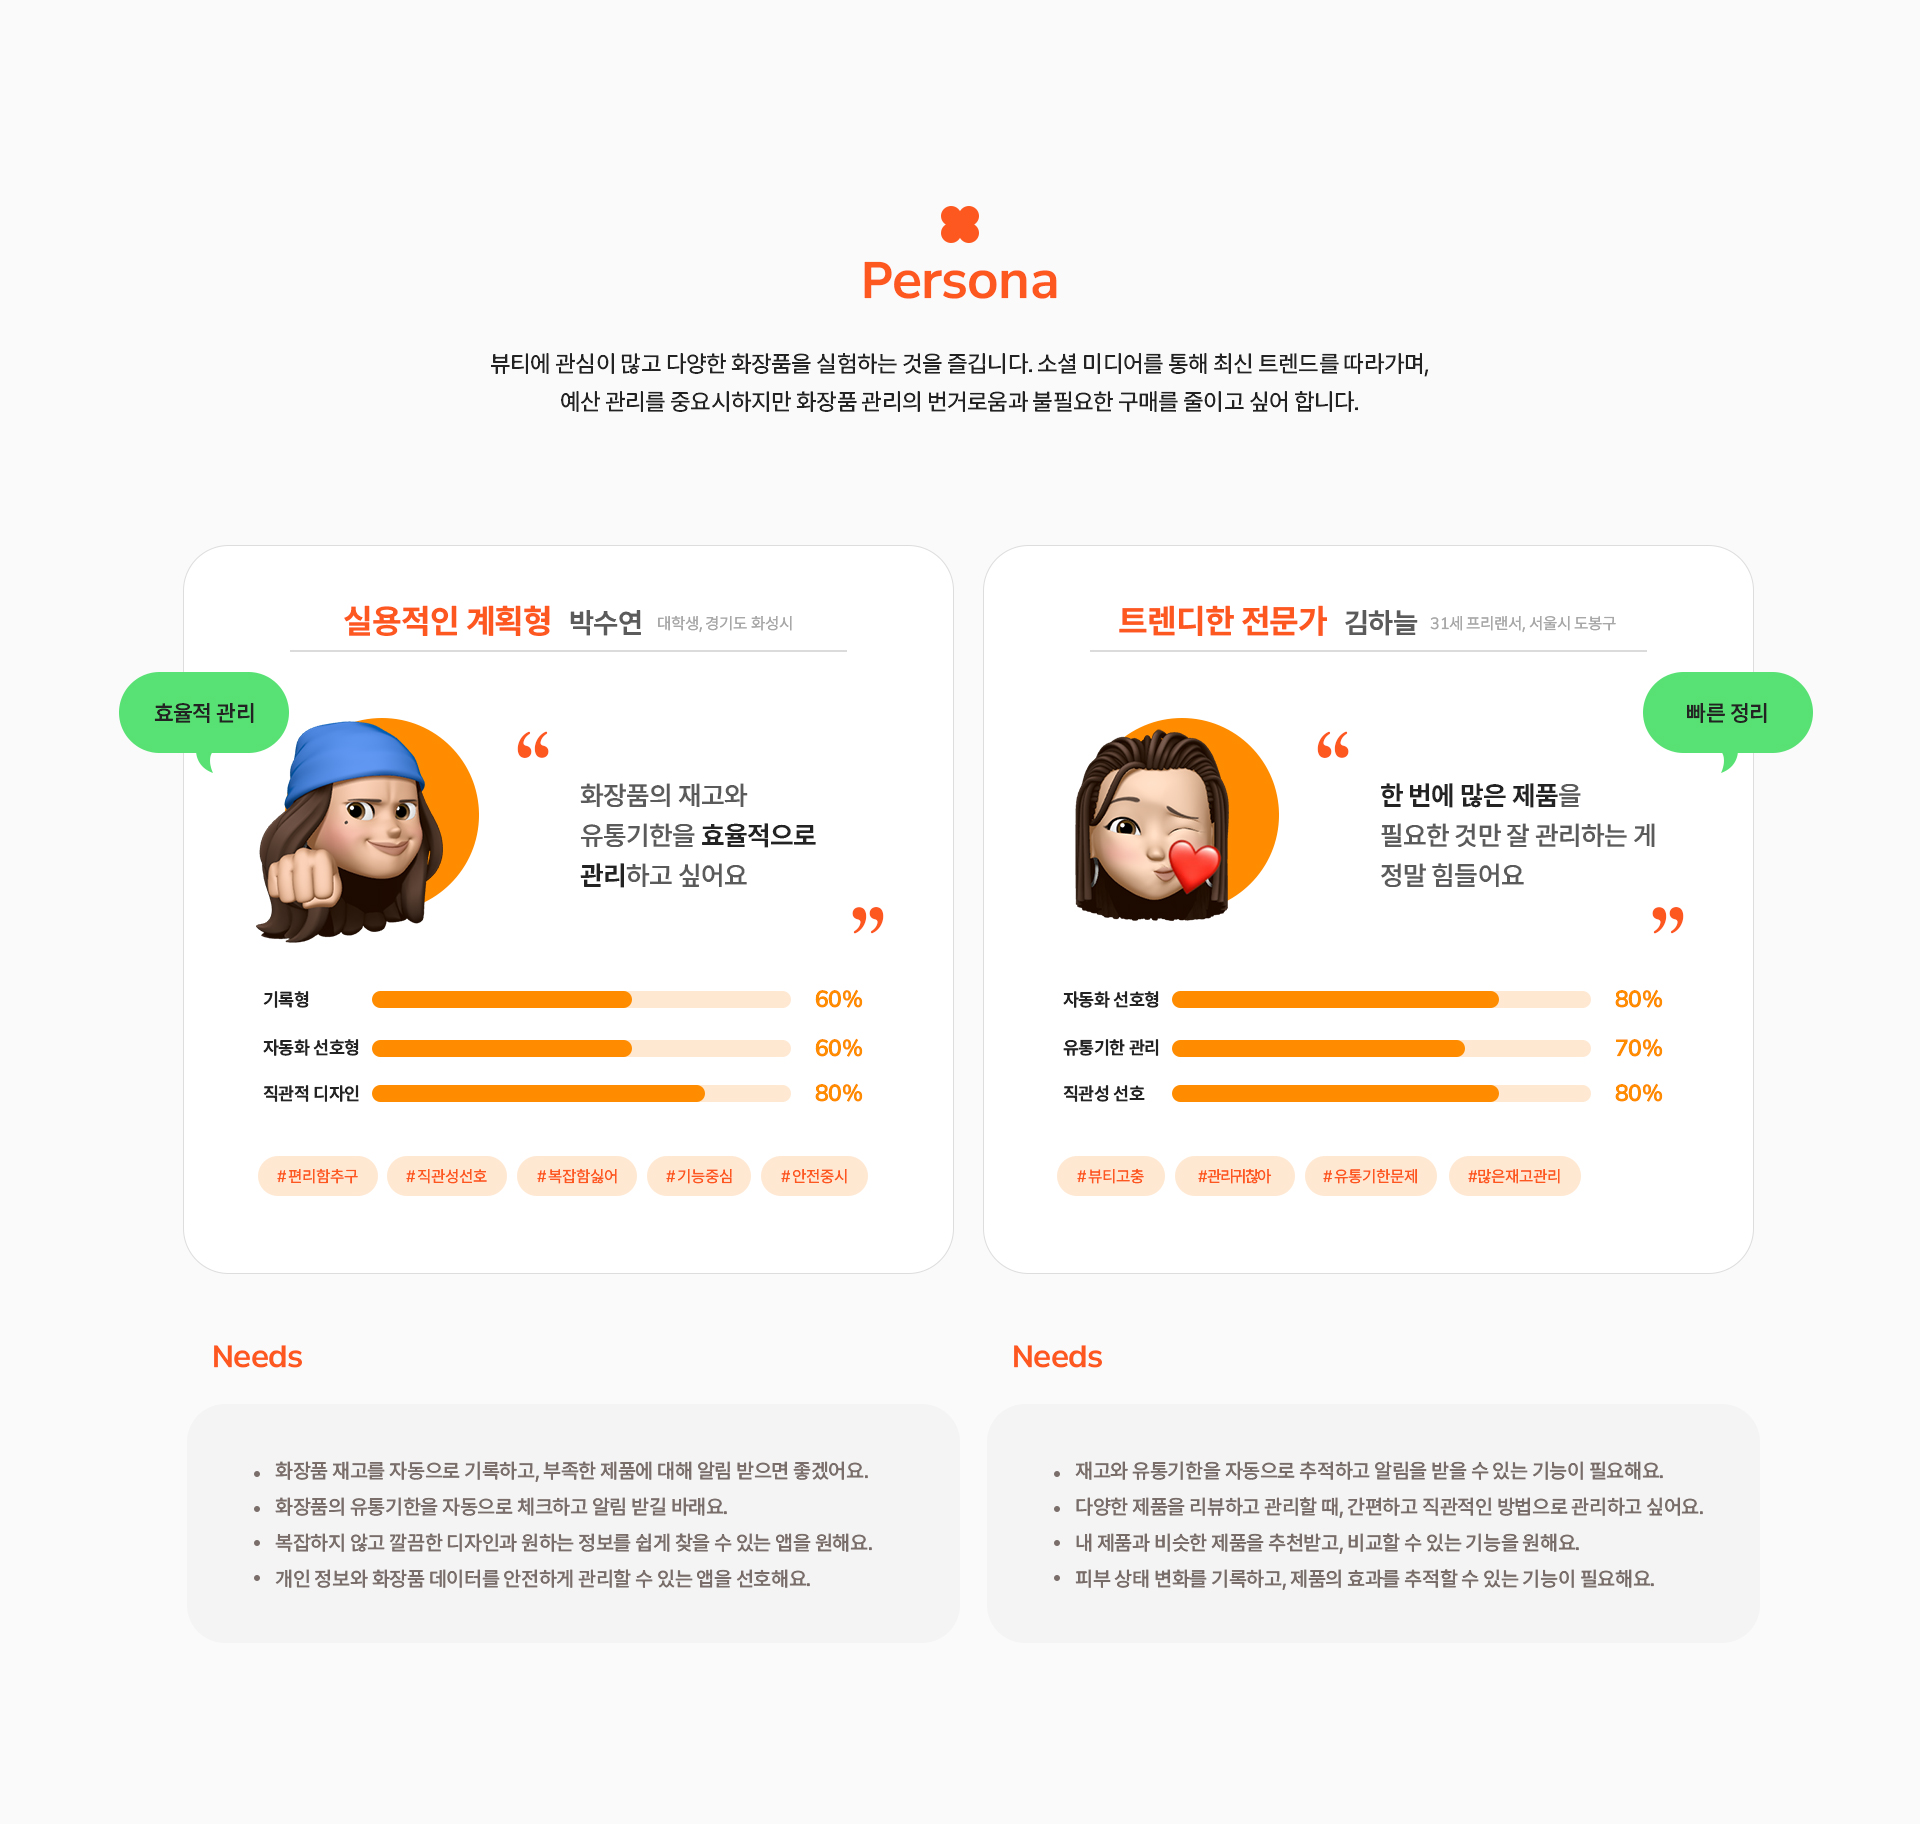 Persona
뷰티에 관심이 많고 다양한 화장품을 실험하는 것을 즐깁니다. 소셜 미디어를 통해 최신 트렌드를 따라가며,
예산 관리를 중요시하지만 화장품 관리의 번거로움과 불필요한 구매를 줄이고 싶어 합니다.
실용적인 계획형 박수연 대학생, 경기도 화성시
효율적 관리
“
화장품의 재고와
유통기한을 효율적으로
관리하고 싶어요
”
기록형 60%
자동화 선호형 60%
직관적 디자인 80%
#편리함추구 #직관성선호 #복잡함싫어 #기능중심 #안전중시
트렌디한 전문가 김하늘 31세 프리랜서, 서울시 도봉구
빠른 정리
“
한 번에 많은 제품을
필요한 것만 잘 관리하는 게
정말 힘들어요
”
자동화 선호형 80%
유통기한 관리 70%
직관성 선호 80%
#뷰티고충 #관리귀찮아 #유통기한문제 #많은재고관리
Needs
• 화장품 재고를 자동으로 기록하고, 부족한 제품에 대해 알림 받으면 좋겠어요.
• 화장품의 유통기한을 자동으로 체크하고 알림 받길 바래요.
• 복잡하지 않고 깔끔한 디자인과 원하는 정보를 쉽게 찾을 수 있는 앱을 원해요.
• 개인 정보와 화장품 데이터를 안전하게 관리할 수 있는 앱을 선호해요.
Needs
• 재고와 유통기한을 자동으로 추적하고 알림을 받을 수 있는 기능이 필요해요.
• 다양한 제품을 리뷰하고 관리할 때, 간편하고 직관적인 방법으로 관리하고 싶어요.
• 내 제품과 비슷한 제품을 추천받고, 비교할 수 있는 기능을 원해요.
• 피부 상태 변화를 기록하고, 제품의 효과를 추적할 수 있는 기능이 필요해요.